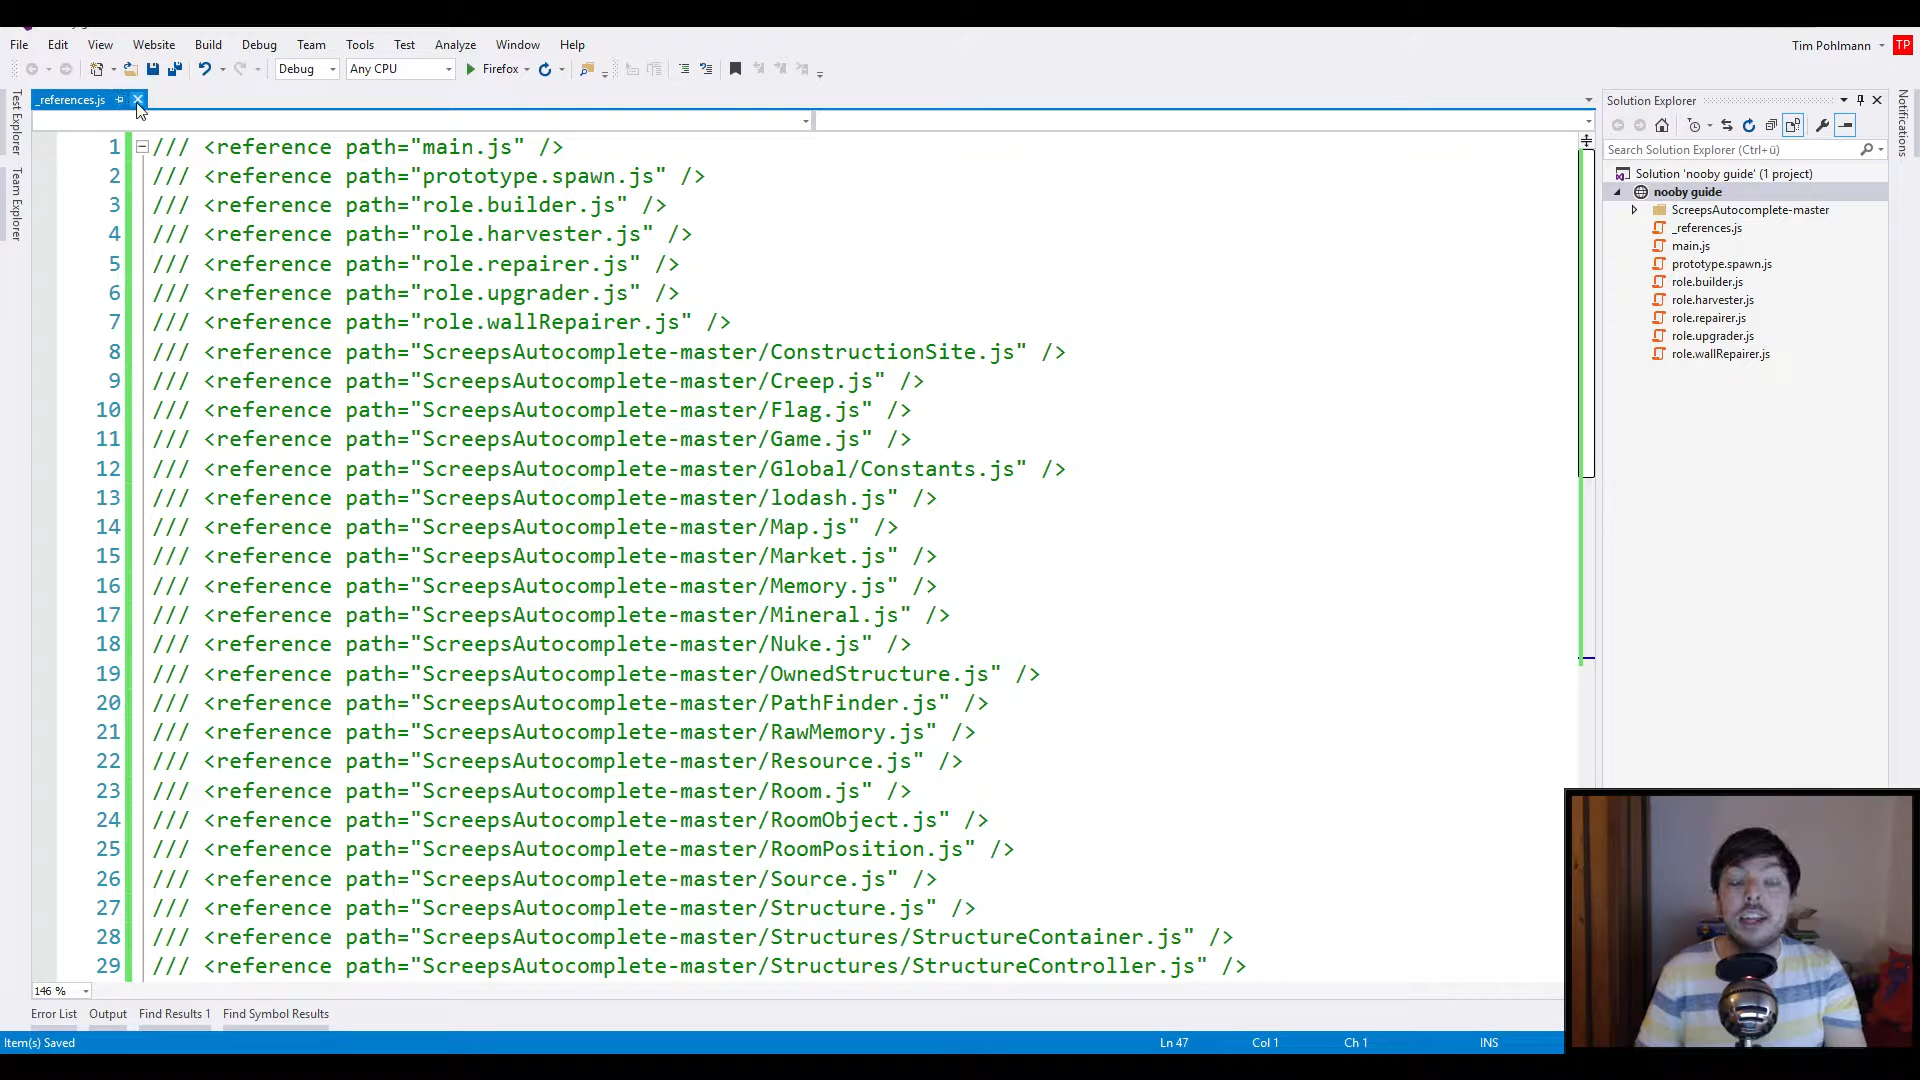 File Edit View Website Build Debug Team Tools Test Analyze Window Help
Tim Pohlmann TP
Debug Any CPU Firefox
_references.js
Test Explorer
Team Explorer
1 /// <reference path="main.js" />
2 /// <reference path="prototype.spawn.js" />
3 /// <reference path="role.builder.js" />
4 /// <reference path="role.harvester.js" />
5 /// <reference path="role.repairer.js" />
6 /// <reference path="role.upgrader.js" />
7 /// <reference path="role.wallRepairer.js" />
8 /// <reference path="ScreepsAutocomplete-master/ConstructionSite.js" />
9 /// <reference path="ScreepsAutocomplete-master/Creep.js" />
10 /// <reference path="ScreepsAutocomplete-master/Flag.js" />
11 /// <reference path="ScreepsAutocomplete-master/Game.js" />
12 /// <reference path="ScreepsAutocomplete-master/Global/Constants.js" />
13 /// <reference path="ScreepsAutocomplete-master/lodash.js" />
14 /// <reference path="ScreepsAutocomplete-master/Map.js" />
15 /// <reference path="ScreepsAutocomplete-master/Market.js" />
16 /// <reference path="ScreepsAutocomplete-master/Memory.js" />
17 /// <reference path="ScreepsAutocomplete-master/Mineral.js" />
18 /// <reference path="ScreepsAutocomplete-master/Nuke.js" />
19 /// <reference path="ScreepsAutocomplete-master/OwnedStructure.js" />
20 /// <reference path="ScreepsAutocomplete-master/PathFinder.js" />
21 /// <reference path="ScreepsAutocomplete-master/RawMemory.js" />
22 /// <reference path="ScreepsAutocomplete-master/Resource.js" />
23 /// <reference path="ScreepsAutocomplete-master/Room.js" />
24 /// <reference path="ScreepsAutocomplete-master/RoomObject.js" />
25 /// <reference path="ScreepsAutocomplete-master/RoomPosition.js" />
26 /// <reference path="ScreepsAutocomplete-master/Source.js" />
27 /// <reference path="ScreepsAutocomplete-master/Structure.js" />
28 /// <reference path="ScreepsAutocomplete-master/Structures/StructureContainer.js" />
29 /// <reference path="ScreepsAutocomplete-master/Structures/StructureController.js" />
146 %
Solution Explorer
Search Solution Explorer (Ctrl+ü)
Solution 'nooby guide' (1 project)
nooby guide
ScreepsAutocomplete-master
_references.js
main.js
prototype.spawn.js
role.builder.js
role.harvester.js
role.repairer.js
role.upgrader.js
role.wallRepairer.js
Notifications
Error List Output Find Results 1 Find Symbol Results
Item(s) Saved Ln 47 Col 1 Ch 1 INS